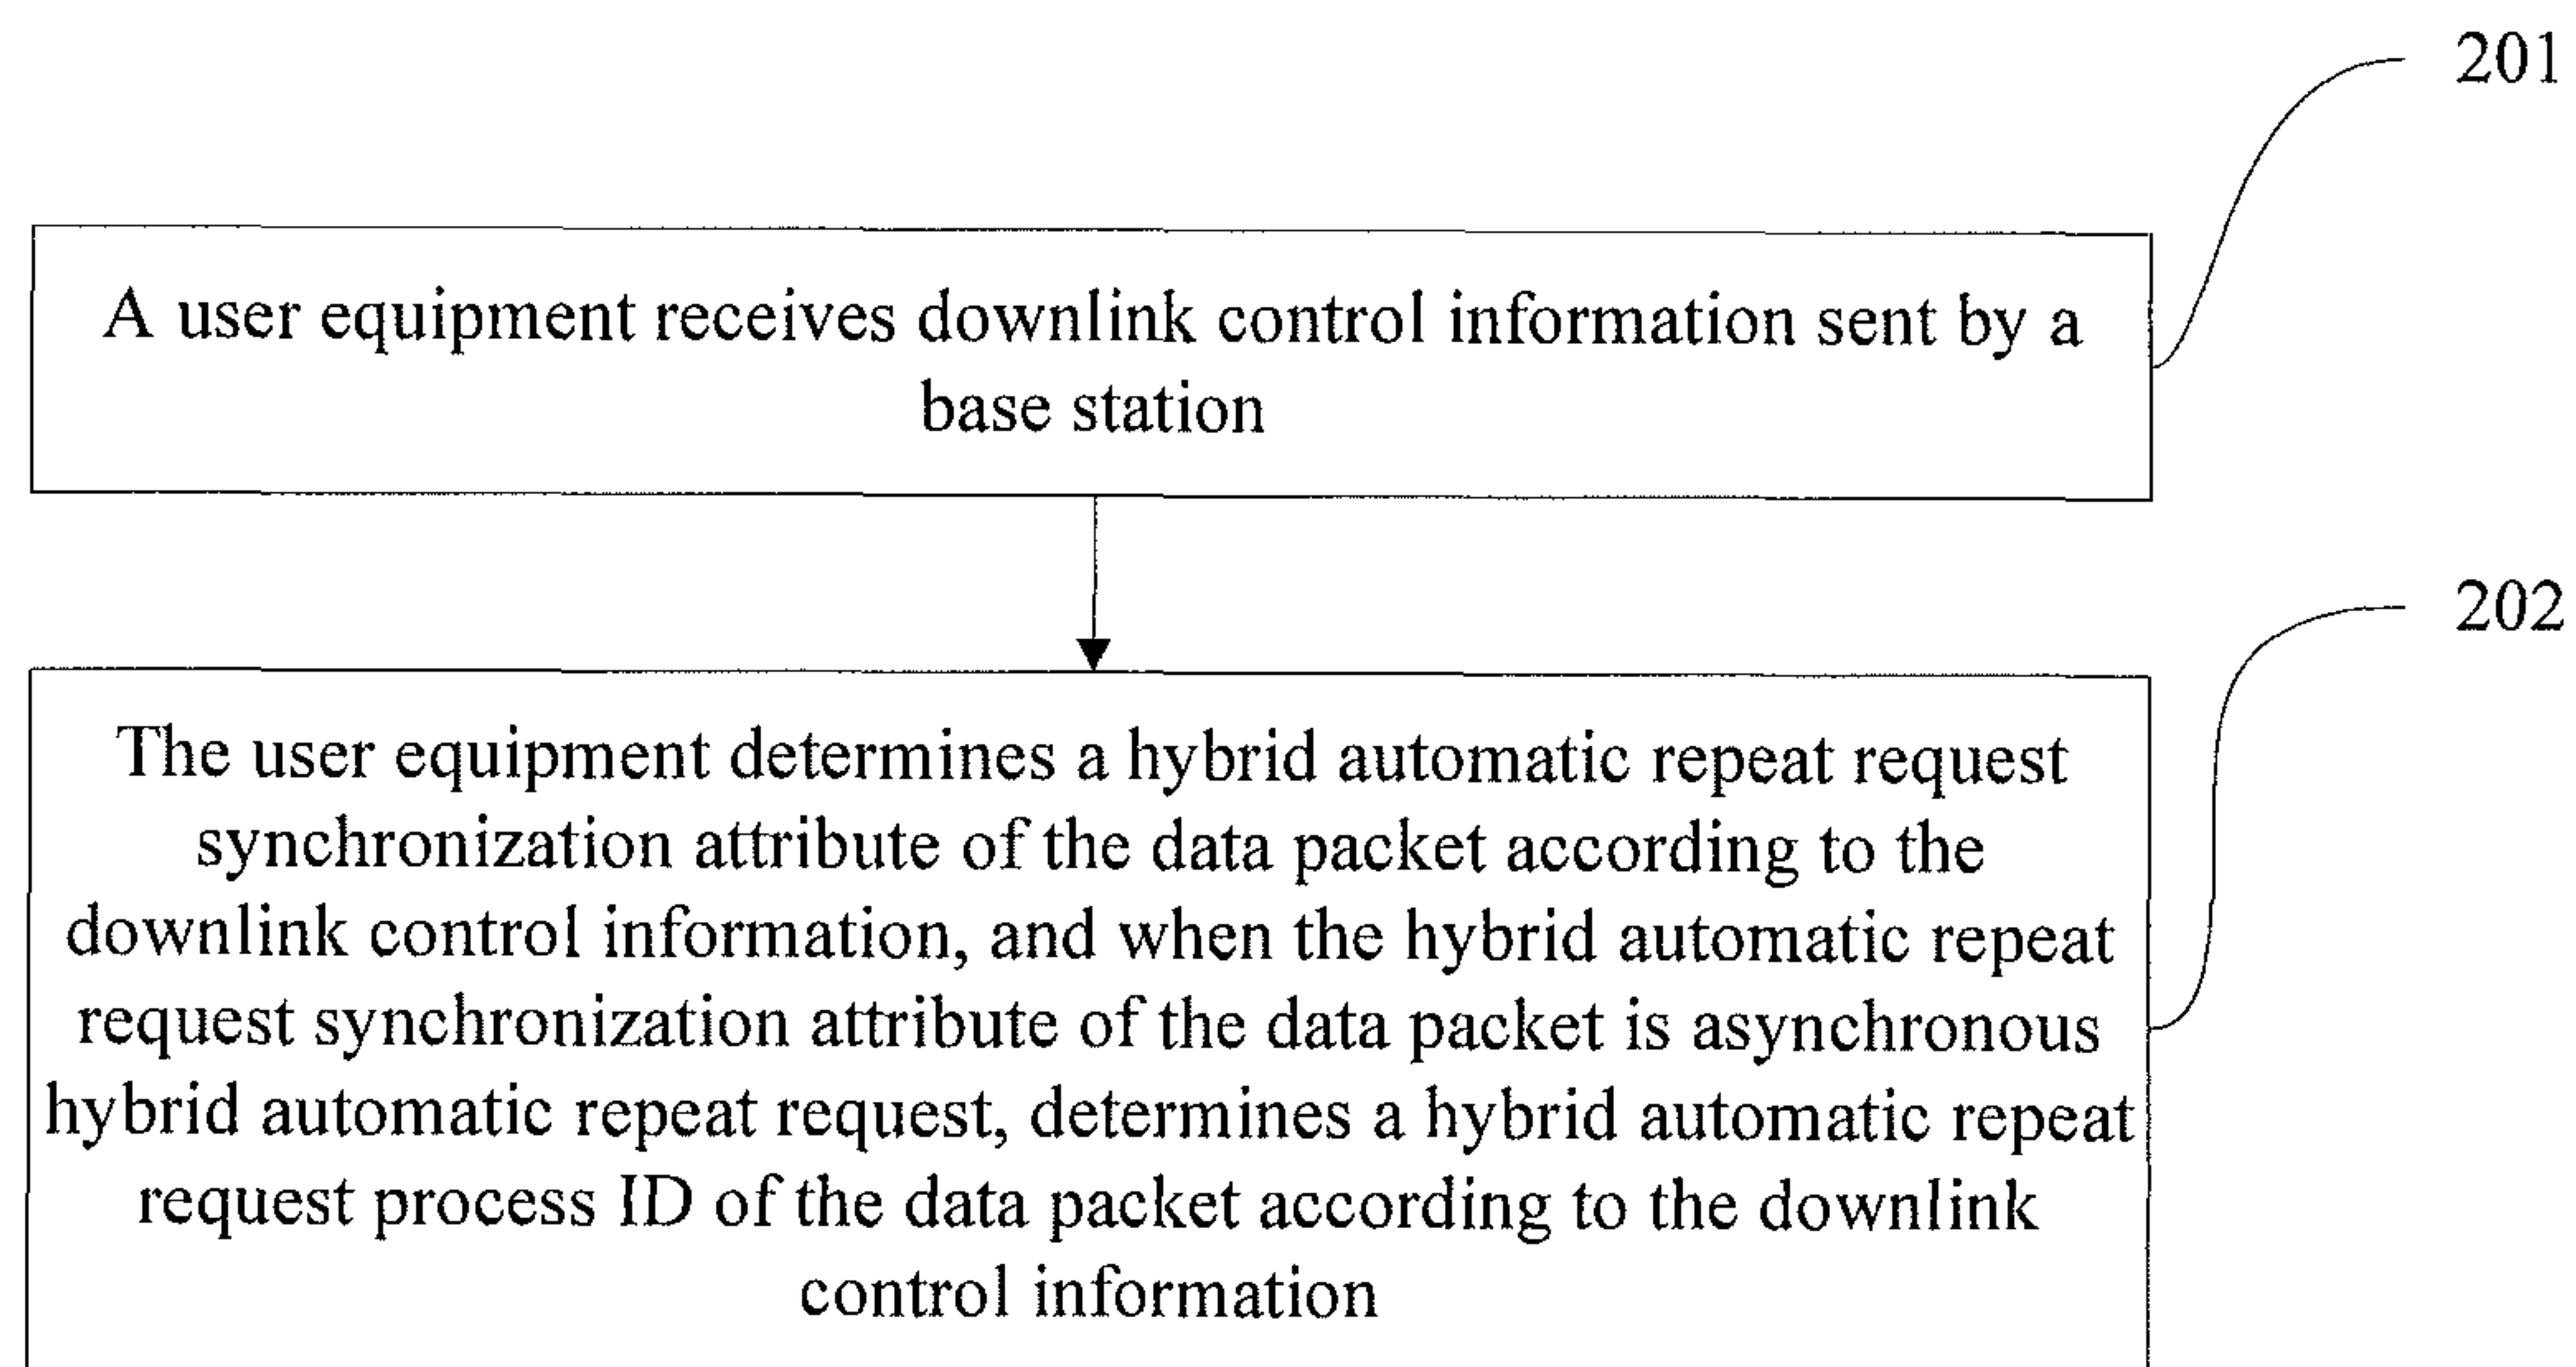 201
A user equipment receives downlink control information sent by a
base station
202
The user equipment determines a hybrid automatic repeat request
synchronization attribute of the data packet according to the
downlink control information, and when the hybrid automatic repeat
request synchronization attribute of the data packet is asynchronous
hybrid automatic repeat request, determines a hybrid automatic repeat
request process ID of the data packet according to the downlink
control information